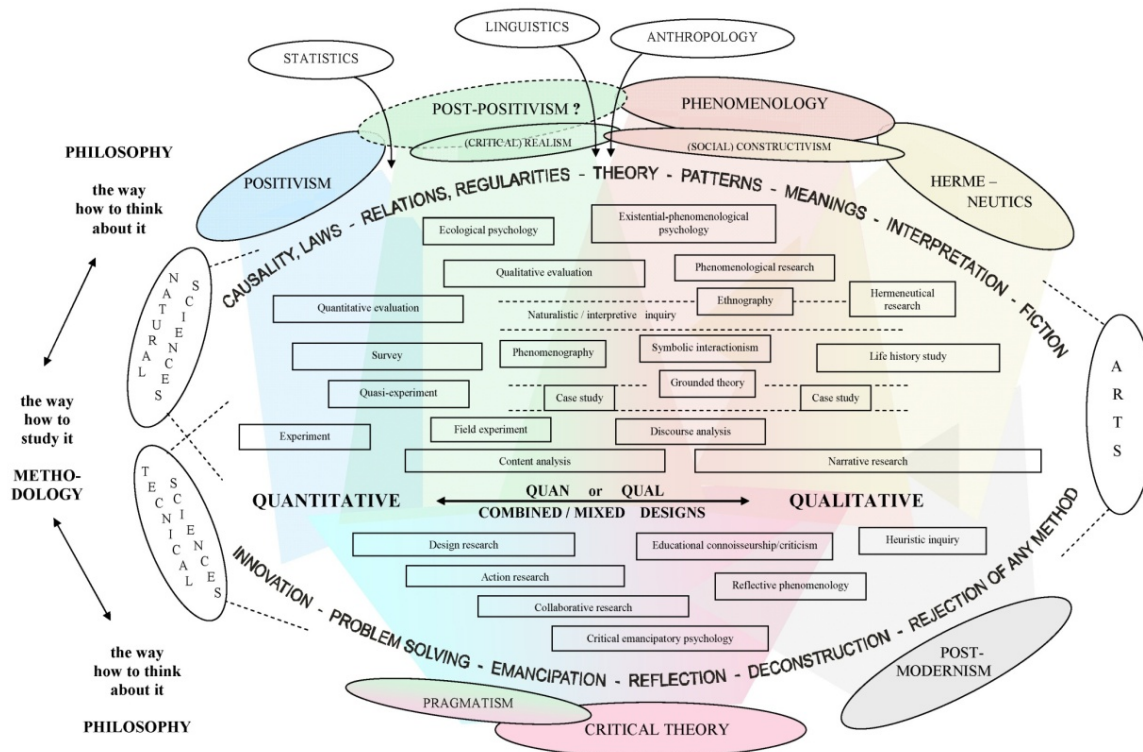 LINGUISTICS
ANTHROPOLOGY
STATISTICS
POST-POSITIVISM ?
PHENOMENOLOGY
(CRITICAL) REALISM
(SOCIAL) CONSTRUCTIVISM
POSITIVISM
HERME –
NEUTICS
PHILOSOPHY
the way
how to think
about it
CAUSALITY, LAWS - RELATIONS, REGULARITIES - THEORY - PATTERNS - MEANINGS - INTERPRETATION - FICTION
NATURAL
SCIENCES
Ecological psychology
Existential-phenomenological
psychology
Qualitative evaluation
Phenomenological research
Quantitative evaluation
Ethnography
Hermeneutical
research
Naturalistic / interpretive inquiry
Survey
Phenomenography
Symbolic interactionism
Life history study
Quasi-experiment
Case study
Grounded theory
Case study
Experiment
Field experiment
Discourse analysis
Content analysis
Narrative research
ARTS
the way
how to
study it
METHO-
DOLOGY
TECNICAL
SCIENCES
QUANTITATIVE
QUAN or QUAL
COMBINED / MIXED DESIGNS
QUALITATIVE
Design research
Educational connoisseurship/criticism
Heuristic inquiry
Action research
Reflective phenomenology
Collaborative research
Critical emancipatory psychology
INNOVATION - PROBLEM SOLVING - EMANCIPATION - REFLECTION - DECONSTRUCTION - REJECTION OF ANY METHOD
the way
how to think
about it
PHILOSOPHY
POST-
MODERNISM
PRAGMATISM
CRITICAL THEORY